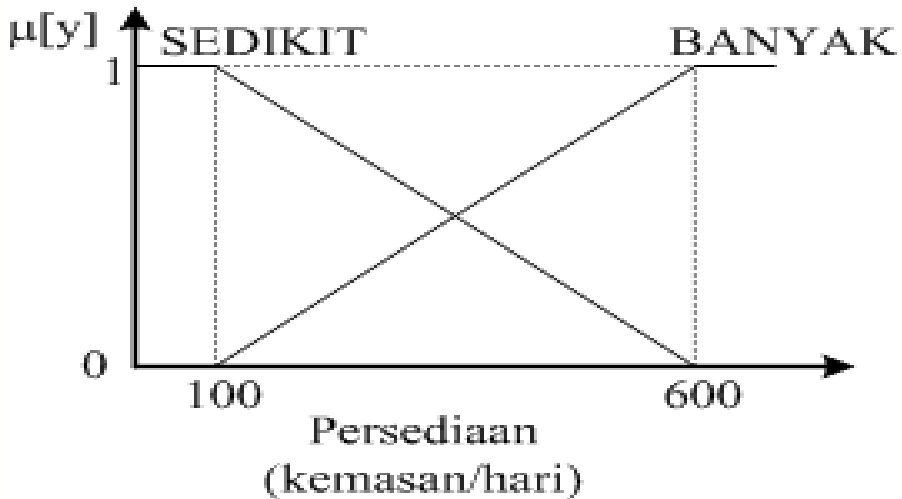 μ[y]
SEDIKIT
BANYAK
1
0
100
600
Persediaan
(kemasan/hari)